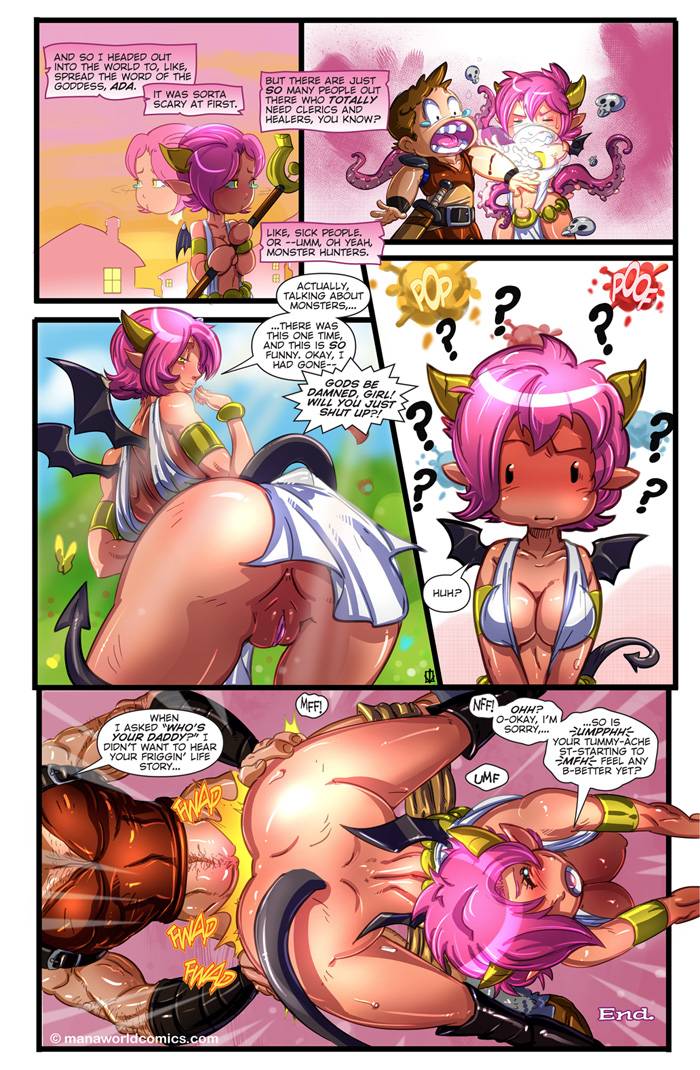 AND SO I HEADED OUT
INTO THE WORLD TO, LIKE,
SPREAD THE WORD OF THE
GODDESS, ADA.
IT WAS SORTA
SCARY AT FIRST.
BUT THERE ARE JUST
SO MANY PEOPLE OUT
THERE WHO TOTALLY
NEED CLERICS AND
HEALERS, YOU KNOW?
LIKE, SICK PEOPLE.
OR --UMM, OH YEAH,
MONSTER HUNTERS.
ACTUALLY,
TALKING ABOUT
MONSTERS,...
...THERE WAS
THIS ONE TIME,
AND THIS IS SO
FUNNY. OKAY, I
HAD GONE--
GODS BE
DAMNED, GIRL!
WILL YOU JUST
SHUT UP?!
POP
POOF
?
?
?
?
?
?
HUH?
WHEN
I ASKED "WHO'S
YOUR DADDY?" I
DIDN'T WANT TO HEAR
YOUR FRIGGIN' LIFE
STORY...
MFF!
NFF!
OHH?
O-OKAY, I'M
SORRY,...
UMF
...SO IS
UMPPHH
YOUR TUMMY-ACHE
ST-STARTING TO
MFH FEEL ANY
B-BETTER YET?
FWAP
FWAP
FWAP
FWAP
End.
© manaworldcomics.com